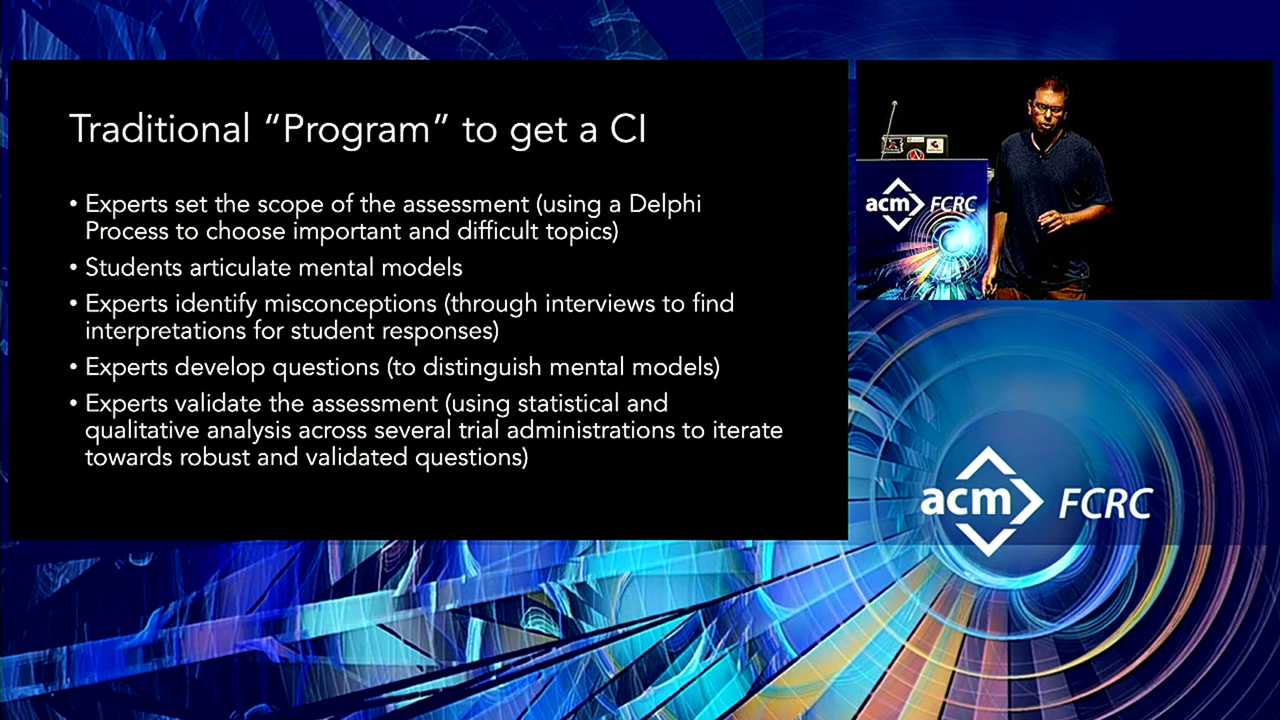 Traditional “Program” to get a CI
• Experts set the scope of the assessment (using a Delphi
Process to choose important and difficult topics)
• Students articulate mental models
• Experts identify misconceptions (through interviews to find
interpretations for student responses)
• Experts develop questions (to distinguish mental models)
• Experts validate the assessment (using statistical and
qualitative analysis across several trial administrations to iterate
towards robust and validated questions)
acm FCRC
acm FCRC